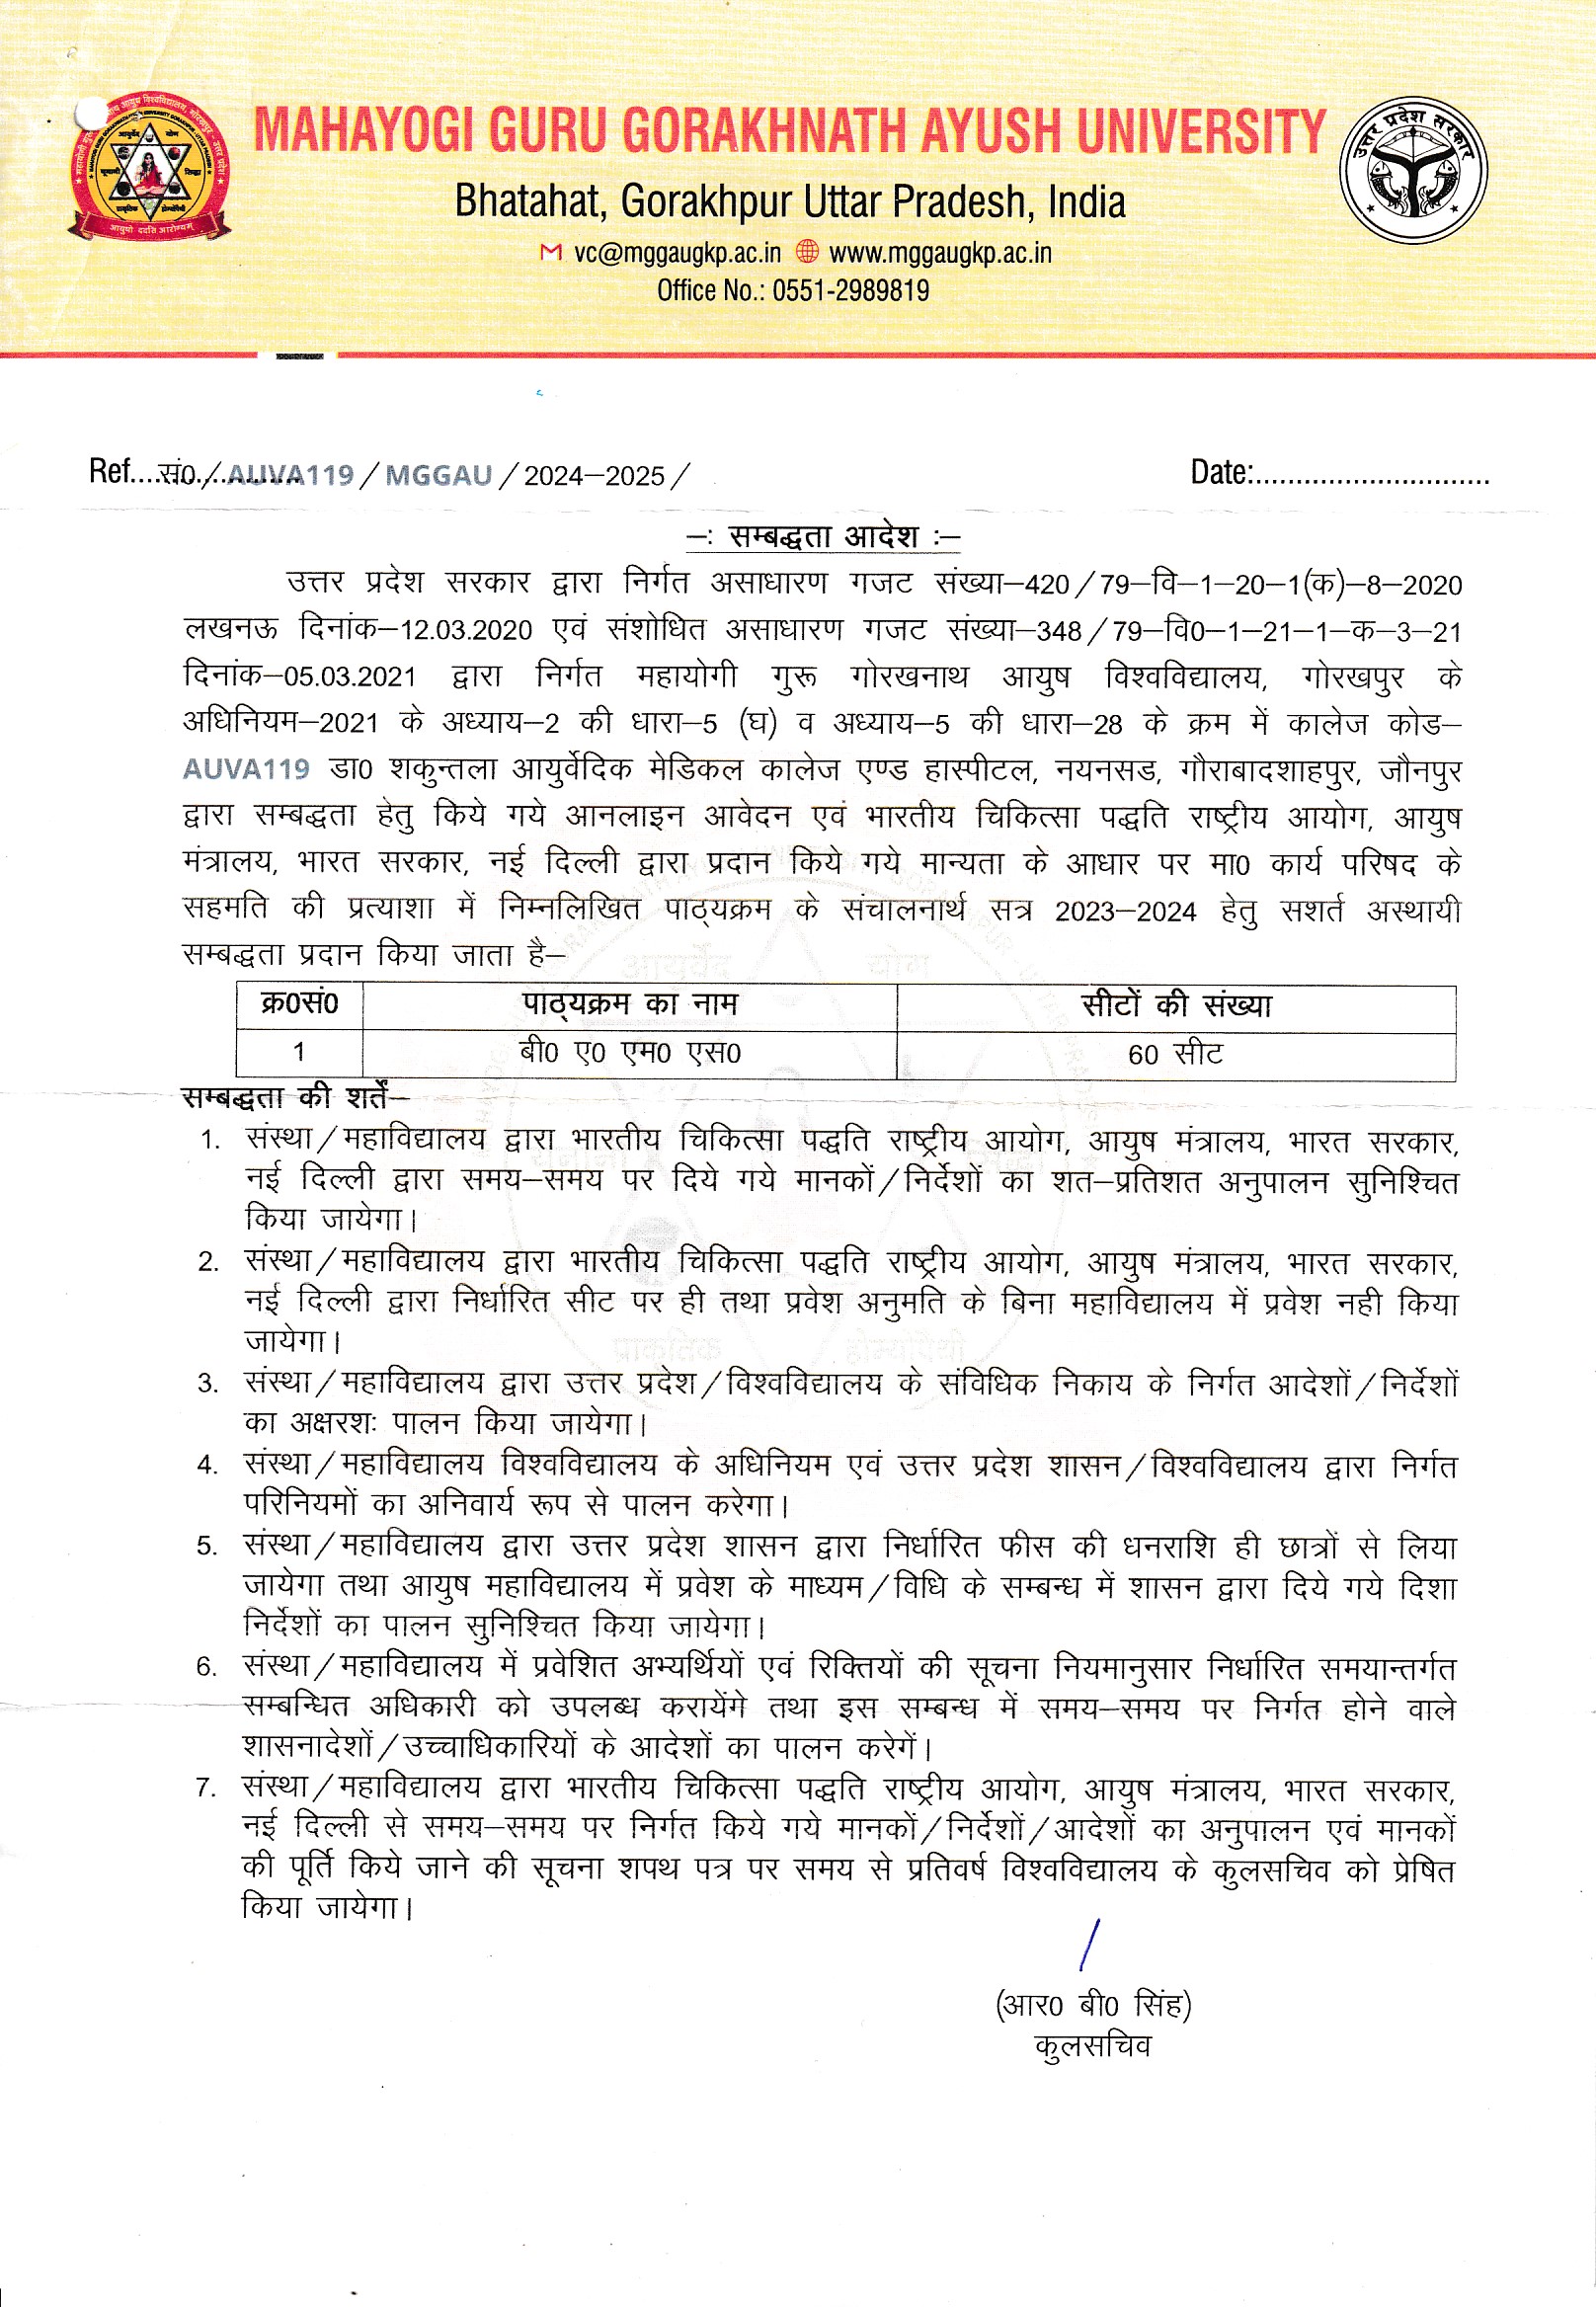 MAHAYOGI GURU GORAKHNATH AYUSH UNIVERSITY
Bhatahat, Gorakhpur Uttar Pradesh, India
vc@mggaugkp.ac.in www.mggaugkp.ac.in
Office No.: 0551-2989819
उत्तर प्रदेश सरकार
आयुर्वेद योग
आयुषो ददाति आरोग्यम्
Ref....सं0 / AUVA119 / MGGAU / 2024–2025 / Date:............................
–: सम्बद्धता आदेश :–
उत्तर प्रदेश सरकार द्वारा निर्गत असाधारण गजट संख्या–420 / 79–वि–1–20–1(क)–8–2020
लखनऊ दिनांक–12.03.2020 एवं संशोधित असाधारण गजट संख्या–348 / 79–वि0–1–21–1–क–3–21
दिनांक–05.03.2021 द्वारा निर्गत महायोगी गुरू गोरखनाथ आयुष विश्वविद्यालय, गोरखपुर के
अधिनियम–2021 के अध्याय–2 की धारा–5 (घ) व अध्याय–5 की धारा–28 के क्रम में कालेज कोड–
AUVA119 डा0 शकुन्तला आयुर्वेदिक मेडिकल कालेज एण्ड हास्पीटल, नयनसड, गौराबादशाहपुर, जौनपुर
द्वारा सम्बद्धता हेतु किये गये आनलाइन आवेदन एवं भारतीय चिकित्सा पद्धति राष्ट्रीय आयोग, आयुष
मंत्रालय, भारत सरकार, नई दिल्ली द्वारा प्रदान किये गये मान्यता के आधार पर मा0 कार्य परिषद के
सहमति की प्रत्याशा में निम्नलिखित पाठ्यक्रम के संचालनार्थ सत्र 2023–2024 हेतु सशर्त अस्थायी
सम्बद्धता प्रदान किया जाता है–
क्र0सं0 पाठ्यक्रम का नाम सीटों की संख्या
1 बी0 ए0 एम0 एस0 60 सीट
सम्बद्धता की शर्तें–
1. संस्था / महाविद्यालय द्वारा भारतीय चिकित्सा पद्धति राष्ट्रीय आयोग, आयुष मंत्रालय, भारत सरकार,
नई दिल्ली द्वारा समय–समय पर दिये गये मानकों / निर्देशों का शत–प्रतिशत अनुपालन सुनिश्चित
किया जायेगा।
2. संस्था / महाविद्यालय द्वारा भारतीय चिकित्सा पद्धति राष्ट्रीय आयोग, आयुष मंत्रालय, भारत सरकार,
नई दिल्ली द्वारा निर्धारित सीट पर ही तथा प्रवेश अनुमति के बिना महाविद्यालय में प्रवेश नही किया
जायेगा।
3. संस्था / महाविद्यालय द्वारा उत्तर प्रदेश / विश्वविद्यालय के संविधिक निकाय के निर्गत आदेशों / निर्देशों
का अक्षरशः पालन किया जायेगा।
4. संस्था / महाविद्यालय विश्वविद्यालय के अधिनियम एवं उत्तर प्रदेश शासन / विश्वविद्यालय द्वारा निर्गत
परिनियमों का अनिवार्य रूप से पालन करेगा।
5. संस्था / महाविद्यालय द्वारा उत्तर प्रदेश शासन द्वारा निर्धारित फीस की धनराशि ही छात्रों से लिया
जायेगा तथा आयुष महाविद्यालय में प्रवेश के माध्यम / विधि के सम्बन्ध में शासन द्वारा दिये गये दिशा
निर्देशों का पालन सुनिश्चित किया जायेगा।
6. संस्था / महाविद्यालय में प्रवेशित अभ्यर्थियों एवं रिक्तियों की सूचना नियमानुसार निर्धारित समयान्तर्गत
सम्बन्धित अधिकारी को उपलब्ध करायेंगे तथा इस सम्बन्ध में समय–समय पर निर्गत होने वाले
शासनादेशों / उच्चाधिकारियों के आदेशों का पालन करेगें।
7. संस्था / महाविद्यालय द्वारा भारतीय चिकित्सा पद्धति राष्ट्रीय आयोग, आयुष मंत्रालय, भारत सरकार,
नई दिल्ली से समय–समय पर निर्गत किये गये मानकों / निर्देशों / आदेशों का अनुपालन एवं मानकों
की पूर्ति किये जाने की सूचना शपथ पत्र पर समय से प्रतिवर्ष विश्वविद्यालय के कुलसचिव को प्रेषित
किया जायेगा।
(आर0 बी0 सिंह)
कुलसचिव